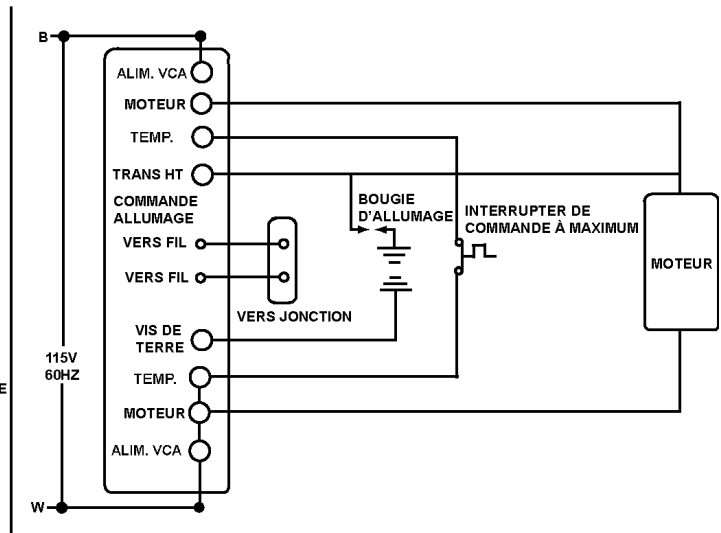 B
ALIM. VCA
MOTEUR
TEMP.
TRANS HT
COMMANDE
ALLUMAGE
BOUGIE
D'ALLUMAGE
INTERRUPTER DE
COMMANDE À MAXIMUM
VERS FIL
VERS FIL
VERS JONCTION
MOTEUR
VIS DE
TERRE
115V
60HZ
E
TEMP.
MOTEUR
ALIM. VCA
W